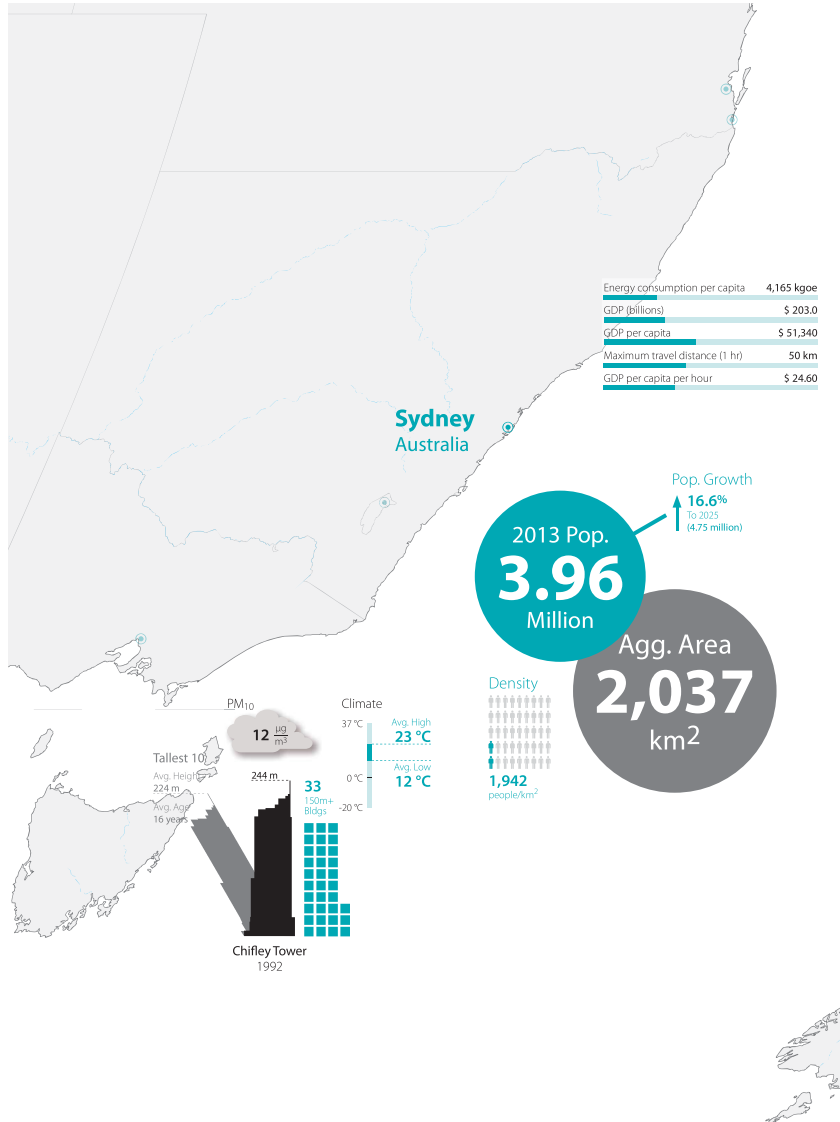 Energy consumption per capita 4,165 kgoe
GDP (billions) $ 203.0
GDP per capita $ 51,340
Maximum travel distance (1 hr) 50 km
GDP per capita per hour $ 24.60
Sydney
Australia
Pop. Growth
16.6%
To 2025
(4.75 million)
2013 Pop.
3.96
Million
Agg. Area
2,037
km2
Density
1,942
people/km2
PM10
12 µg
m3
Climate
37 °C
Avg. High
23 °C
Avg. Low
0 °C
12 °C
-20 °C
Tallest 10
Avg. Height
224 m
Avg. Age
16 years
244 m
33
150m+
Bldgs
Chifley Tower
1992